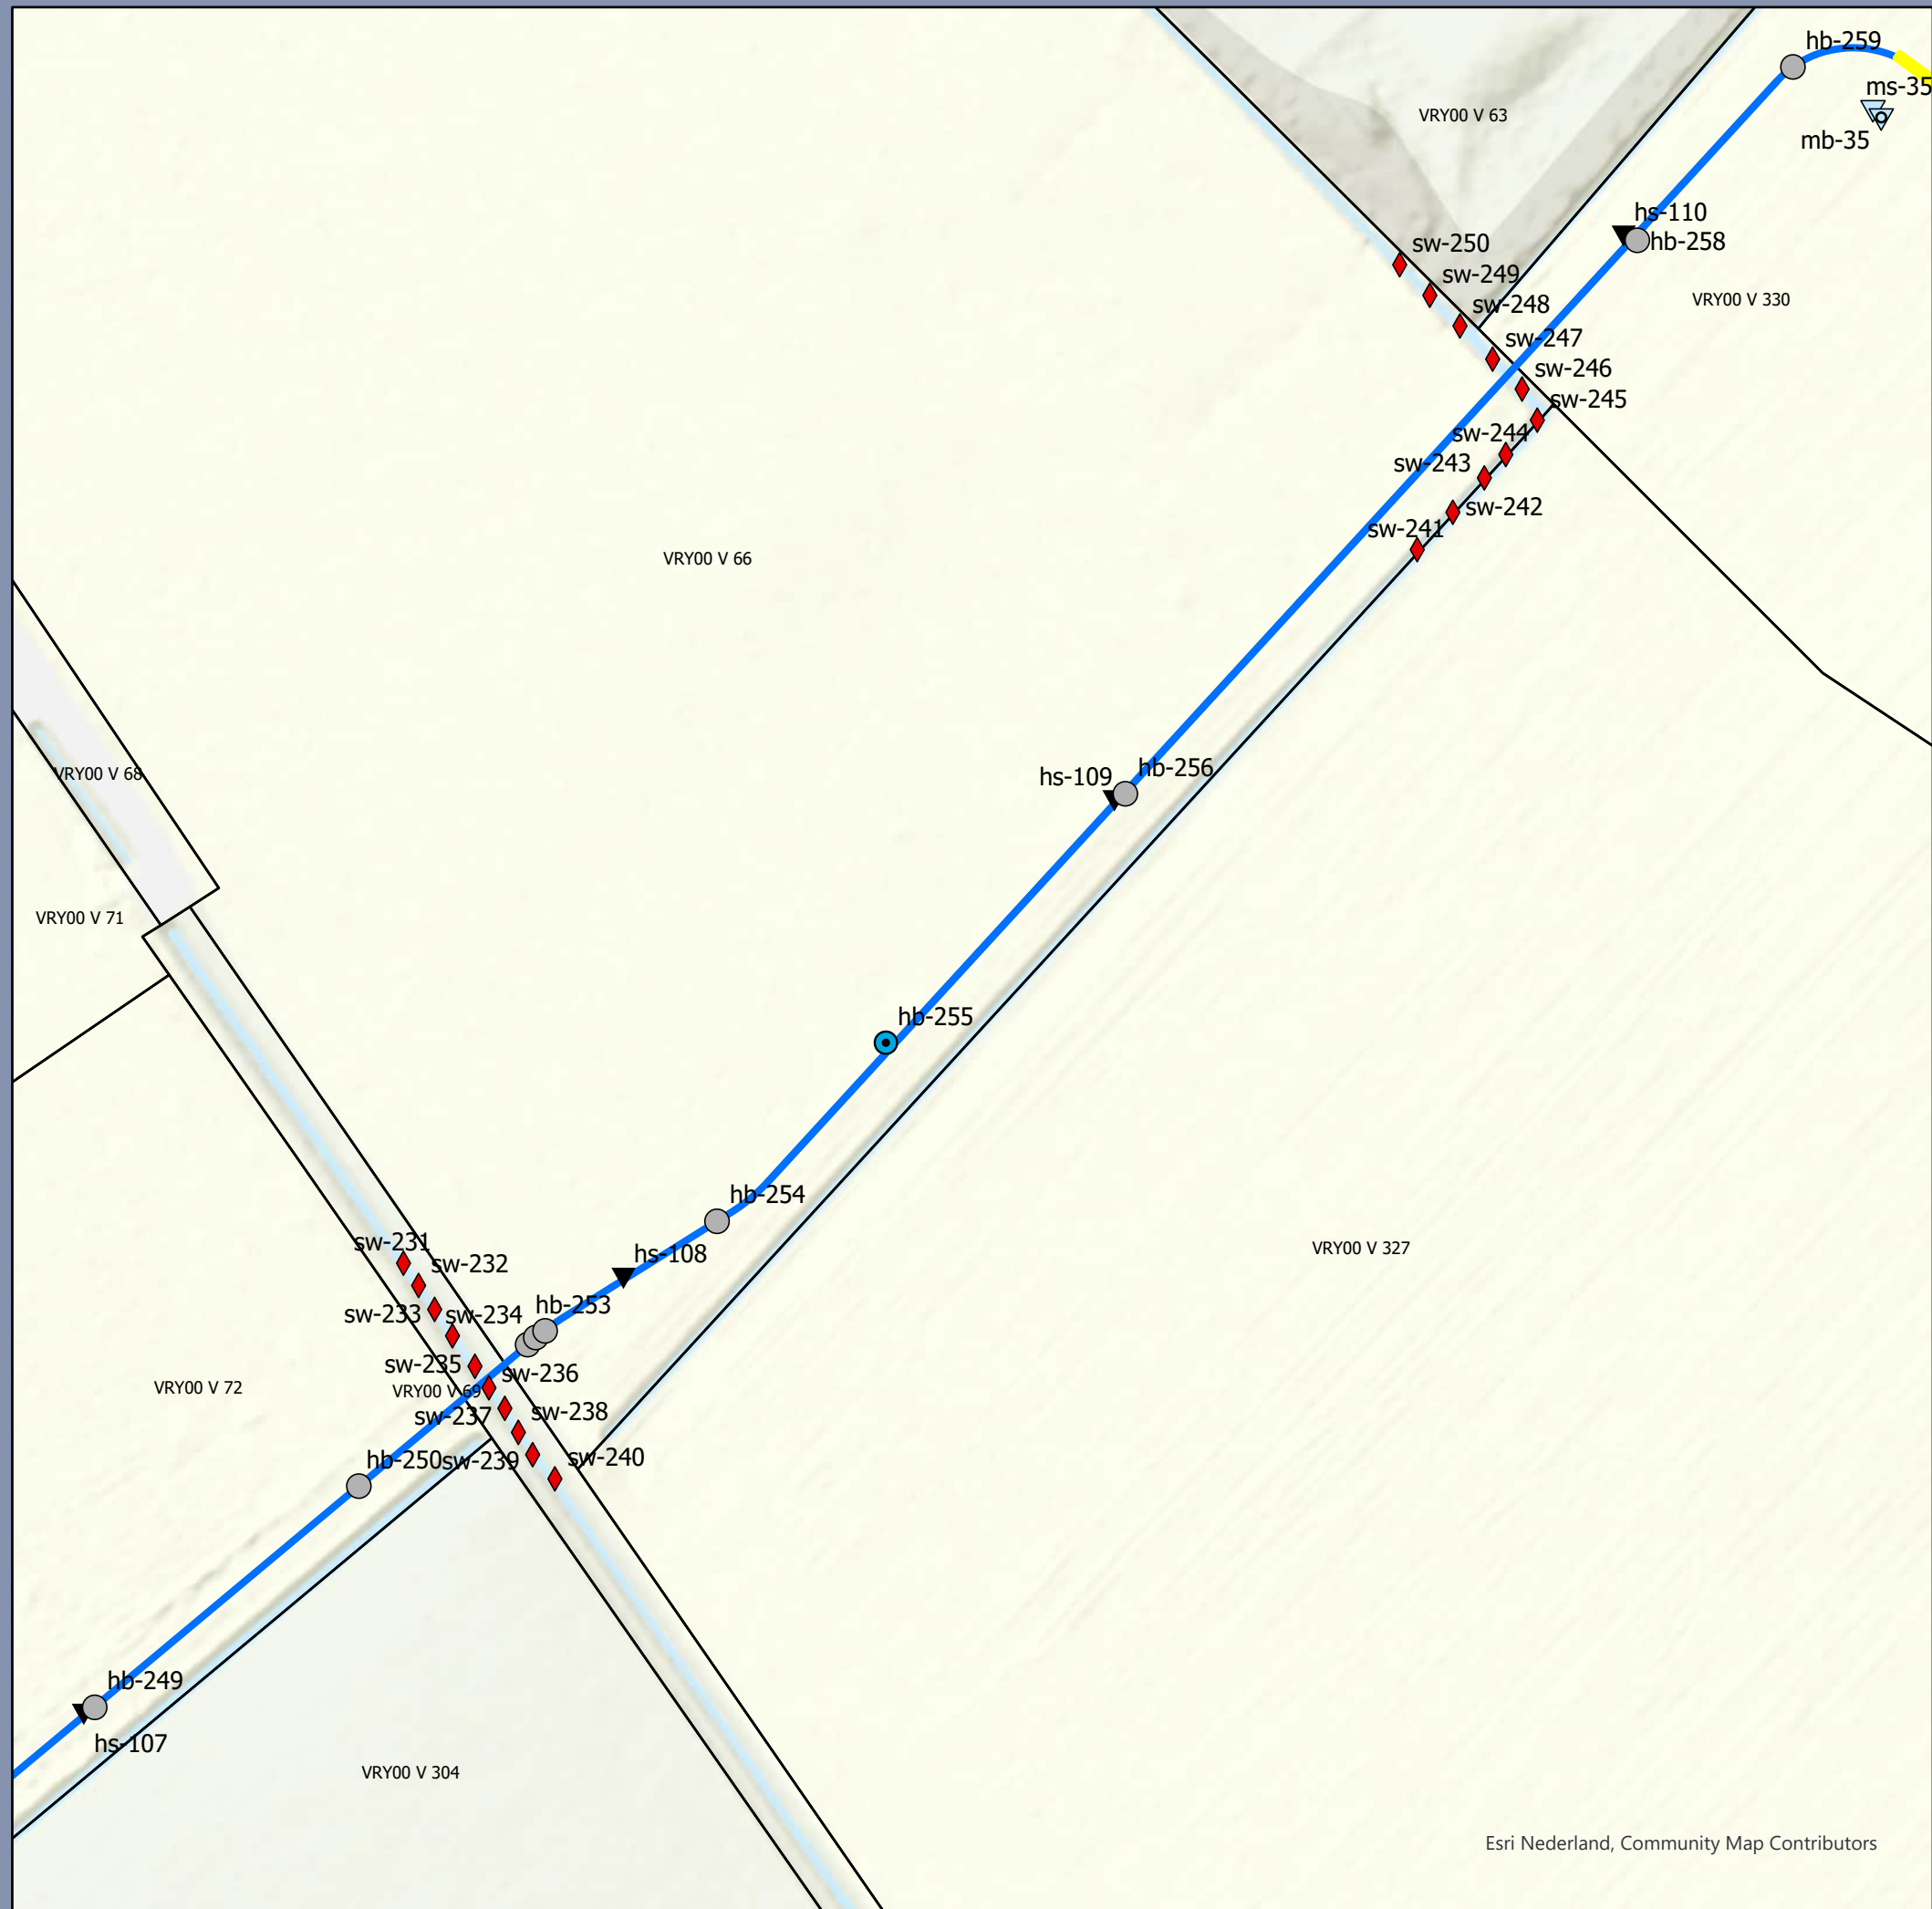 hb-259
ms-35
VRY00 V 63
mb-35
hs-110
hb-258
sw-250
sw-249
VRY00 V 330
sw-248
sw-247
sw-246
sw-245
sw-244
sw-243
sw-242
sw-241
VRY00 V 66
hb-256
hs-109
VRY00 V 68
VRY00 V 71
hb-255
hb-254
sw-231
hs-108
VRY00 V 327
sw-232
hb-253
sw-233
sw-234
sw-235
sw-236
VRY00 V 72
VRY00 V 69
sw-237
sw-238
hb-250
sw-239
sw-240
hb-249
hs-107
VRY00 V 304
Esri Nederland, Community Map Contributors